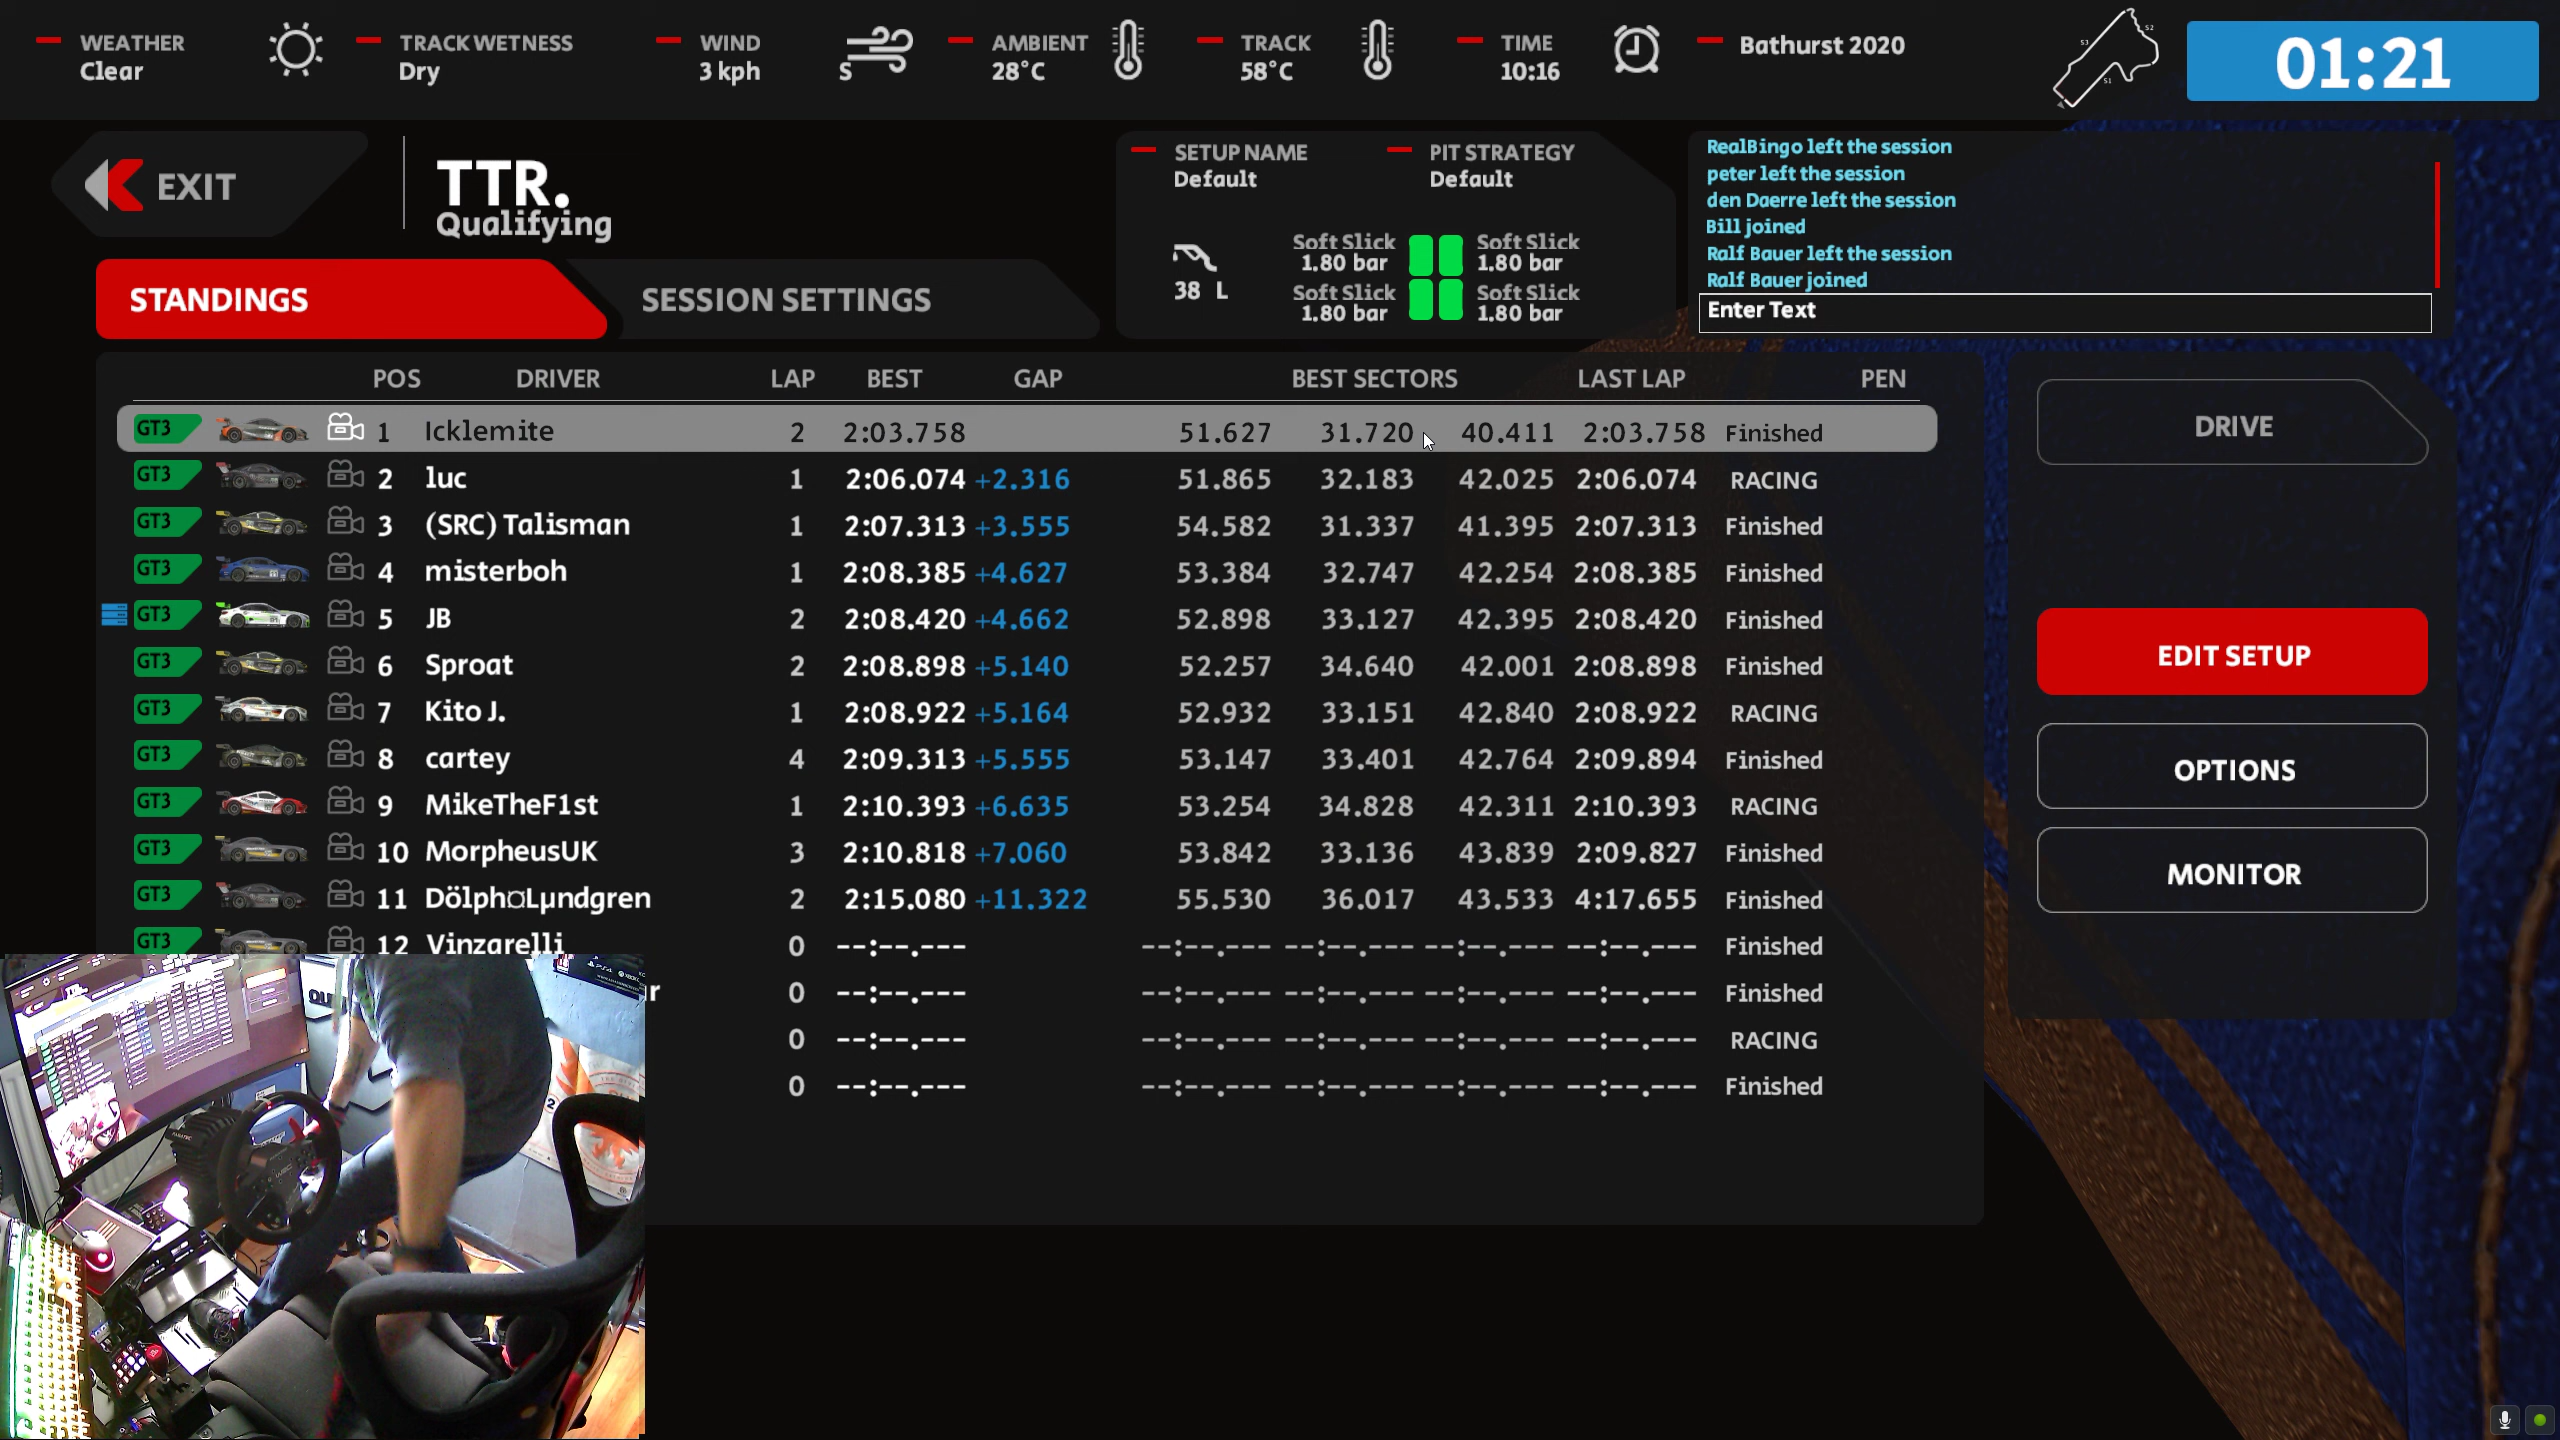 WEATHER
Clear
TRACK WETNESS
Dry
WIND
3 kph
S
AMBIENT
28°C
TRACK
58°C
TIME
10:16
Bathurst 2020
S3
S2
S1
01:21
EXIT
TTR.
Qualifying
SETUP NAME
Default
PIT STRATEGY
Default
38 L
Soft Slick
1.80 bar
Soft Slick
1.80 bar
Soft Slick
1.80 bar
Soft Slick
1.80 bar
RealBingo left the session
peter left the session
den Daerre left the session
Bill joined
Ralf Bauer left the session
Ralf Bauer joined
Enter Text
STANDINGS
SESSION SETTINGS
POS DRIVER LAP BEST GAP BEST SECTORS LAST LAP PEN
GT3 1 Icklemite 2 2:03.758 51.627 31.720 40.411 2:03.758 Finished
GT3 2 luc 1 2:06.074 +2.316 51.865 32.183 42.025 2:06.074 RACING
GT3 3 (SRC) Talisman 1 2:07.313 +3.555 54.582 31.337 41.395 2:07.313 Finished
GT3 4 misterboh 1 2:08.385 +4.627 53.384 32.747 42.254 2:08.385 Finished
GT3 5 JB 2 2:08.420 +4.662 52.898 33.127 42.395 2:08.420 Finished
GT3 6 Sproat 2 2:08.898 +5.140 52.257 34.640 42.001 2:08.898 Finished
GT3 7 Kito J. 1 2:08.922 +5.164 52.932 33.151 42.840 2:08.922 RACING
GT3 8 cartey 4 2:09.313 +5.555 53.147 33.401 42.764 2:09.894 Finished
GT3 9 MikeTheF1st 1 2:10.393 +6.635 53.254 34.828 42.311 2:10.393 RACING
GT3 10 MorpheusUK 3 2:10.818 +7.060 53.842 33.136 43.839 2:09.827 Finished
GT3 11 Dölph¤Lµndgren 2 2:15.080 +11.322 55.530 36.017 43.533 4:17.655 Finished
GT3 12 Vinzarelli 0 --:--.--- --:--.--- --:--.--- --:--.--- --:--.--- Finished
r 0 --:--.--- --:--.--- --:--.--- --:--.--- --:--.--- Finished
0 --:--.--- --:--.--- --:--.--- --:--.--- --:--.--- RACING
0 --:--.--- --:--.--- --:--.--- --:--.--- --:--.--- Finished
DRIVE
EDIT SETUP
OPTIONS
MONITOR